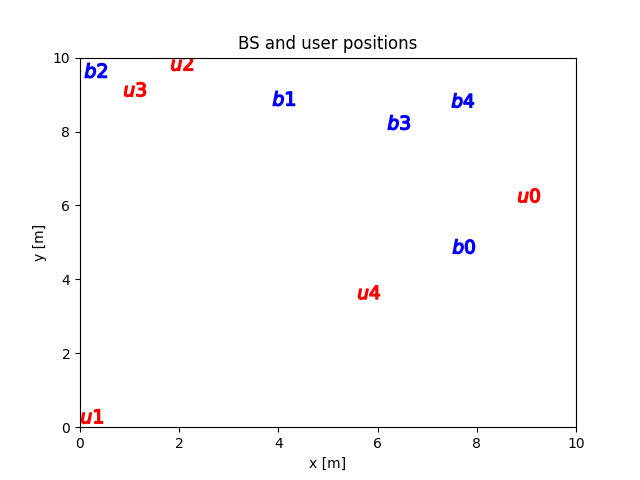 BS and user positions
10
b2
u2
u3
b1
b4
b3
8
u0
6
b0
4
u4
2
u1
0
0 2 4 6 8 10
x [m]
y [m]